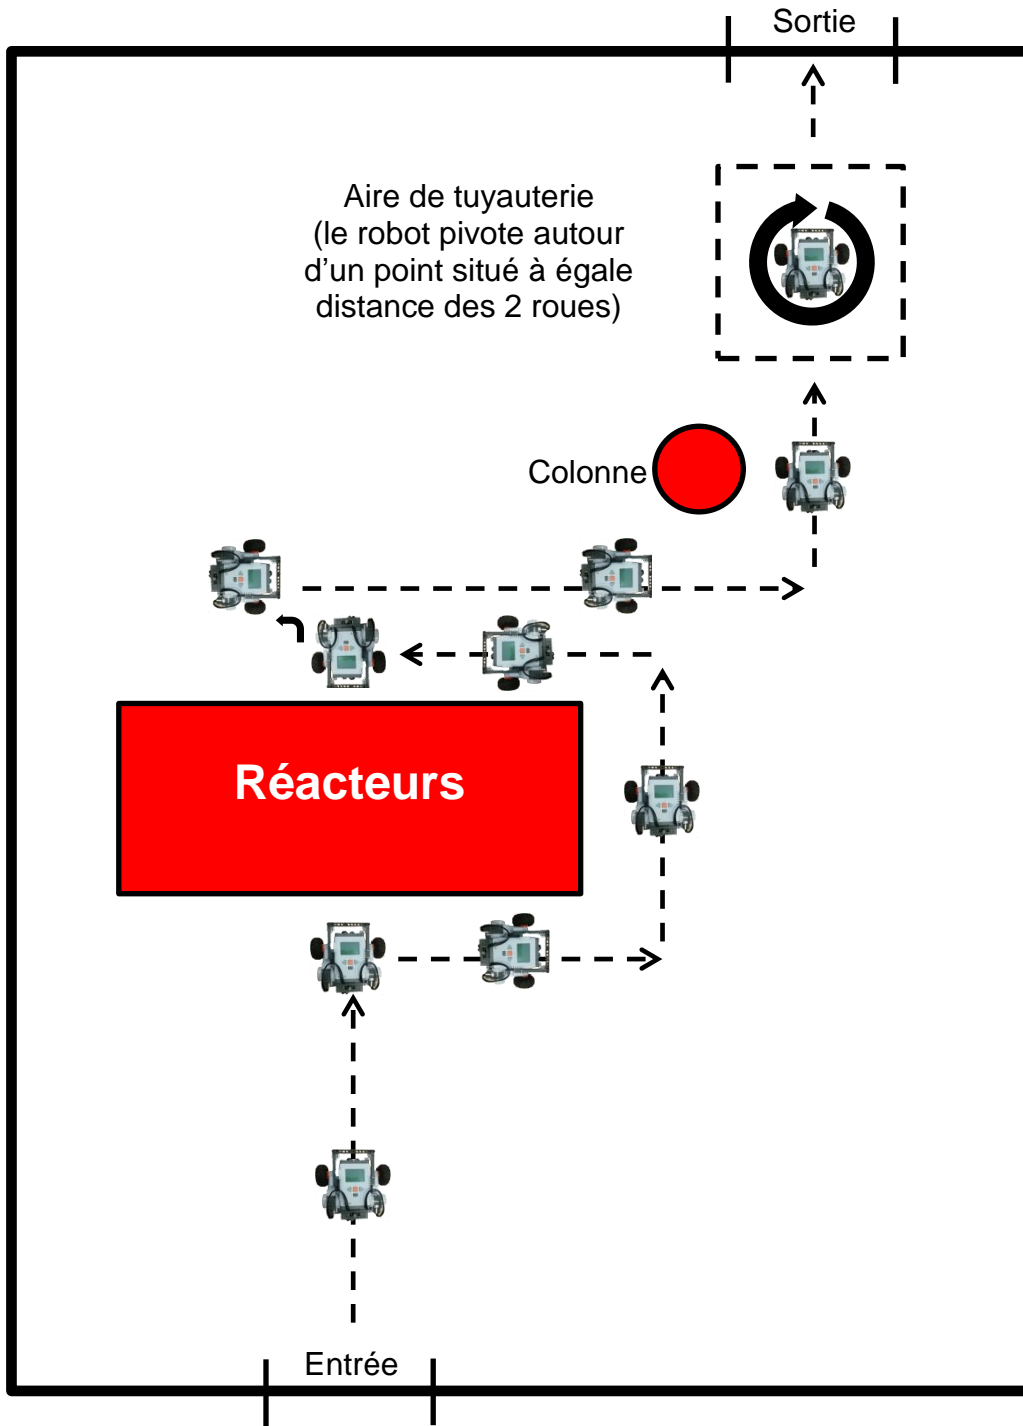 Sortie
Aire de tuyauterie
(le robot pivote autour
d'un point situé à égale
distance des 2 roues)
Colonne
Réacteurs
Entrée